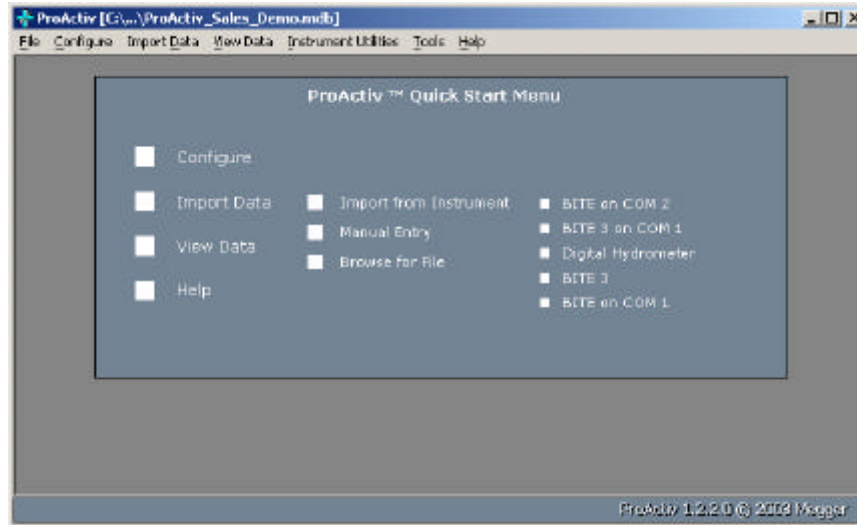 ProActiv [G:\...\ProActiv_Sales_Demo.mdb]
File Configure Import Data View Data Instrument Utilities Tools Help
ProActiv ™ Quick Start Menu
Configure
Import Data
View Data
Help
Import from Instrument
Manual Entry
Browse for File
BITE on COM 2
BITE 3 on COM 1
Digital Hydrometer
BITE 3
BITE on COM 1
ProActiv 1.2.2.0 © 2003 Megger